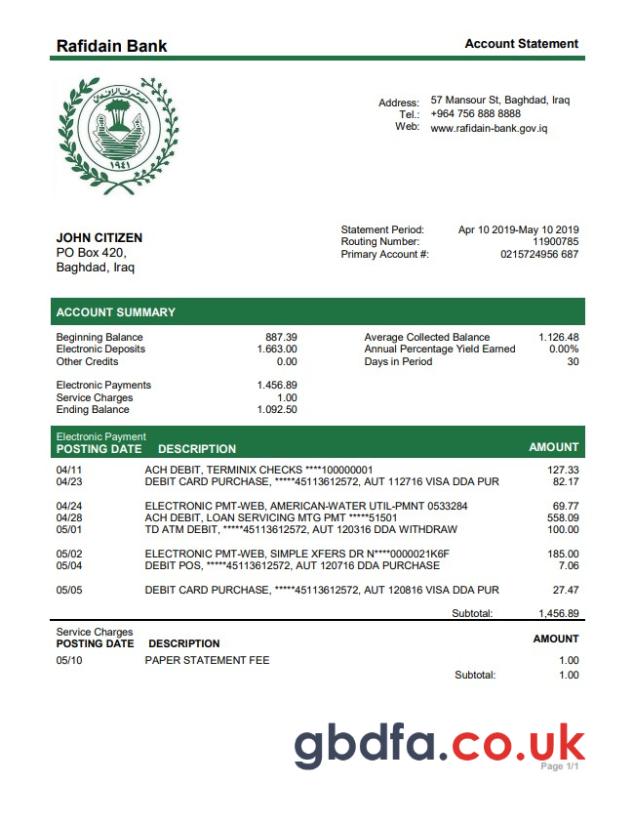 Rafidain Bank
Account Statement
مصرف الرافدين
١٩٤١
Address: 57 Mansour St, Baghdad, Iraq
Tel.: +964 756 888 8888
Web: www.rafidain-bank.gov.iq
JOHN CITIZEN
PO Box 420,
Baghdad, Iraq
Statement Period: Apr 10 2019-May 10 2019
Routing Number: 11900785
Primary Account #: 0215724956 687
ACCOUNT SUMMARY
Beginning Balance 887.39 Average Collected Balance 1.126.48
Electronic Deposits 1.663.00 Annual Percentage Yield Earned 0.00%
Other Credits 0.00 Days in Period 30
Electronic Payments 1.456.89
Service Charges 1.00
Ending Balance 1.092.50
Electronic Payment
POSTING DATE DESCRIPTION AMOUNT
04/11 ACH DEBIT, TERMINIX CHECKS ****100000001 127.33
04/23 DEBIT CARD PURCHASE, *****45113612572, AUT 112716 VISA DDA PUR 82.17
04/24 ELECTRONIC PMT-WEB, AMERICAN-WATER UTIL-PMNT 0533284 69.77
04/28 ACH DEBIT, LOAN SERVICING MTG PMT *****51501 558.09
05/01 TD ATM DEBIT, *****45113612572, AUT 120316 DDA WITHDRAW 100.00
05/02 ELECTRONIC PMT-WEB, SIMPLE XFERS DR N****0000021K6F 185.00
05/04 DEBIT POS, *****45113612572, AUT 120716 DDA PURCHASE 7.06
05/05 DEBIT CARD PURCHASE, *****45113612572, AUT 120816 VISA DDA PUR 27.47
Subtotal: 1,456.89
Service Charges
POSTING DATE DESCRIPTION AMOUNT
05/10 PAPER STATEMENT FEE 1.00
Subtotal: 1.00
gbdfa.co.uk
Page 1/1